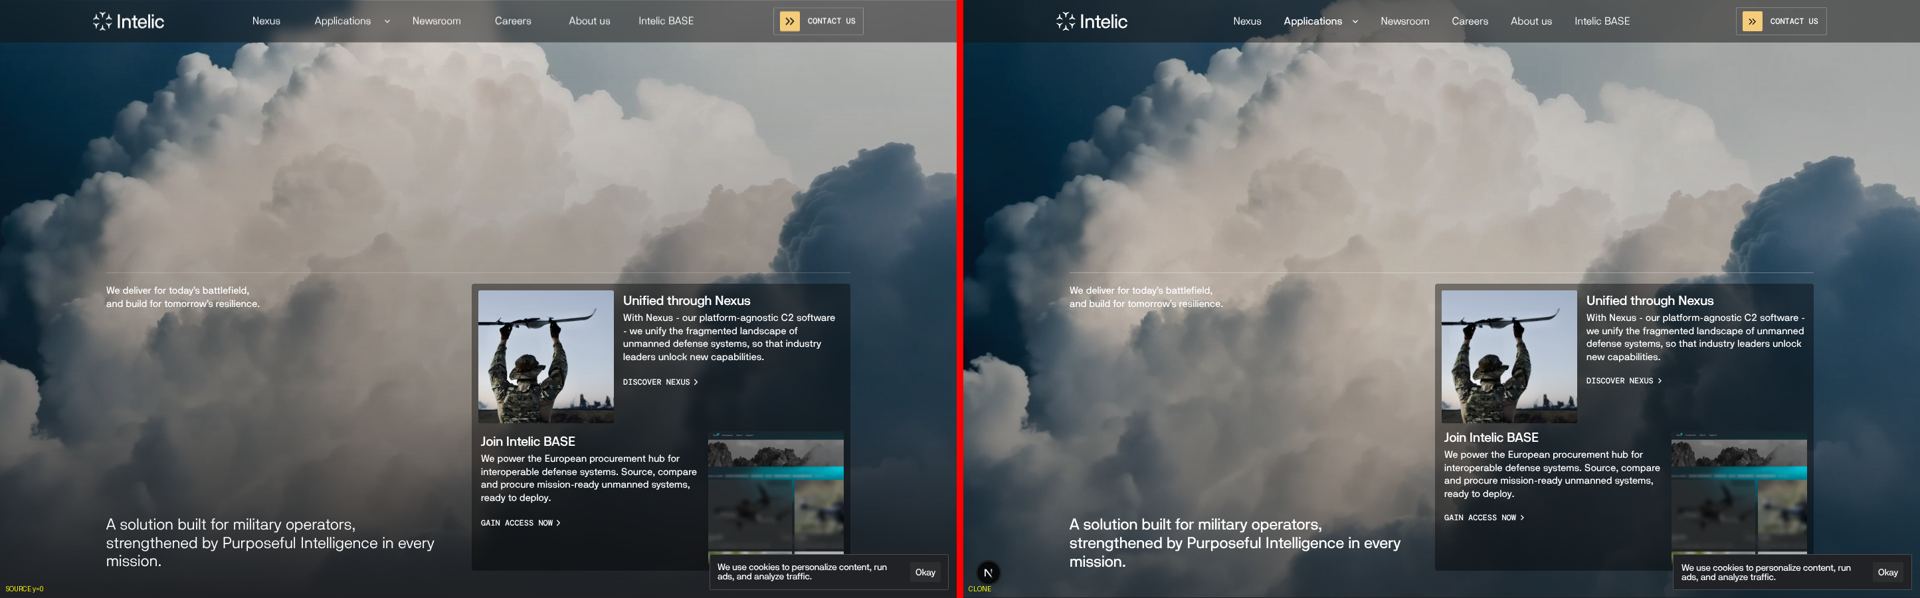 Intelic
Nexus Applications Newsroom Careers About us Intelic BASE
CONTACT US
We deliver for today's battlefield,
and build for tomorrow's resilience.
Unified through Nexus
With Nexus - our platform-agnostic C2 software
- we unify the fragmented landscape of
unmanned defense systems, so that industry
leaders unlock new capabilities.
DISCOVER NEXUS
Join Intelic BASE
We power the European procurement hub for
interoperable defense systems. Source, compare
and procure mission-ready unmanned systems,
ready to deploy.
GAIN ACCESS NOW
A solution built for military operators,
strengthened by Purposeful Intelligence in every
mission.
We use cookies to personalize content, run
ads, and analyze traffic.
Okay
SOURCE y=0
Intelic
Nexus Applications Newsroom Careers About us Intelic BASE
CONTACT US
We deliver for today's battlefield,
and build for tomorrow's resilience.
Unified through Nexus
With Nexus - our platform-agnostic C2 software -
we unify the fragmented landscape of unmanned
defense systems, so that industry leaders unlock
new capabilities.
DISCOVER NEXUS
Join Intelic BASE
We power the European procurement hub for
interoperable defense systems. Source, compare
and procure mission-ready unmanned systems,
ready to deploy.
GAIN ACCESS NOW
A solution built for military operators,
strengthened by Purposeful Intelligence in every
mission.
N
We use cookies to personalize content, run
ads, and analyze traffic.
Okay
CLONE